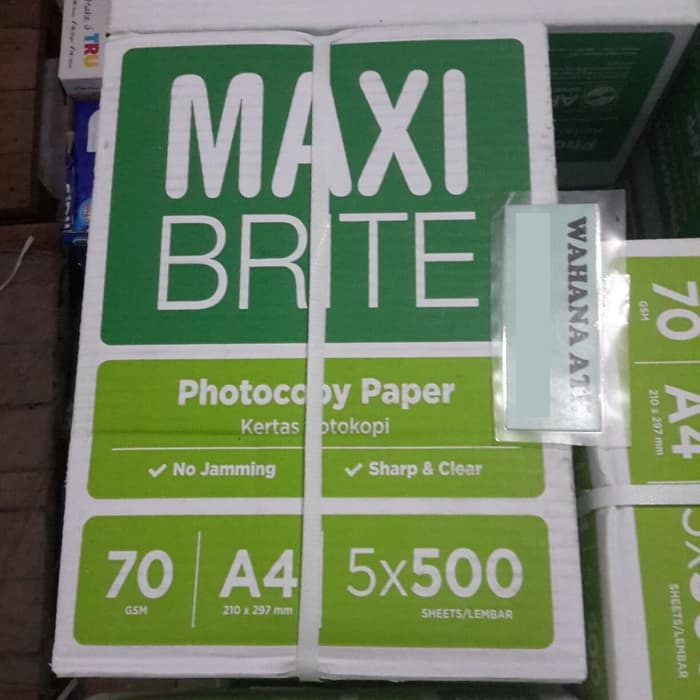 MAXI
BRITE
Photocopy Paper
Kertas Fotokopi
No Jamming
Sharp & Clear
70
GSM
A4
210 x 297 mm
5x500
SHEETS/LEMBAR
WAHANA
70
GSM
A4
210 x 297 mm
SHEETS/LEMBAR
TRU